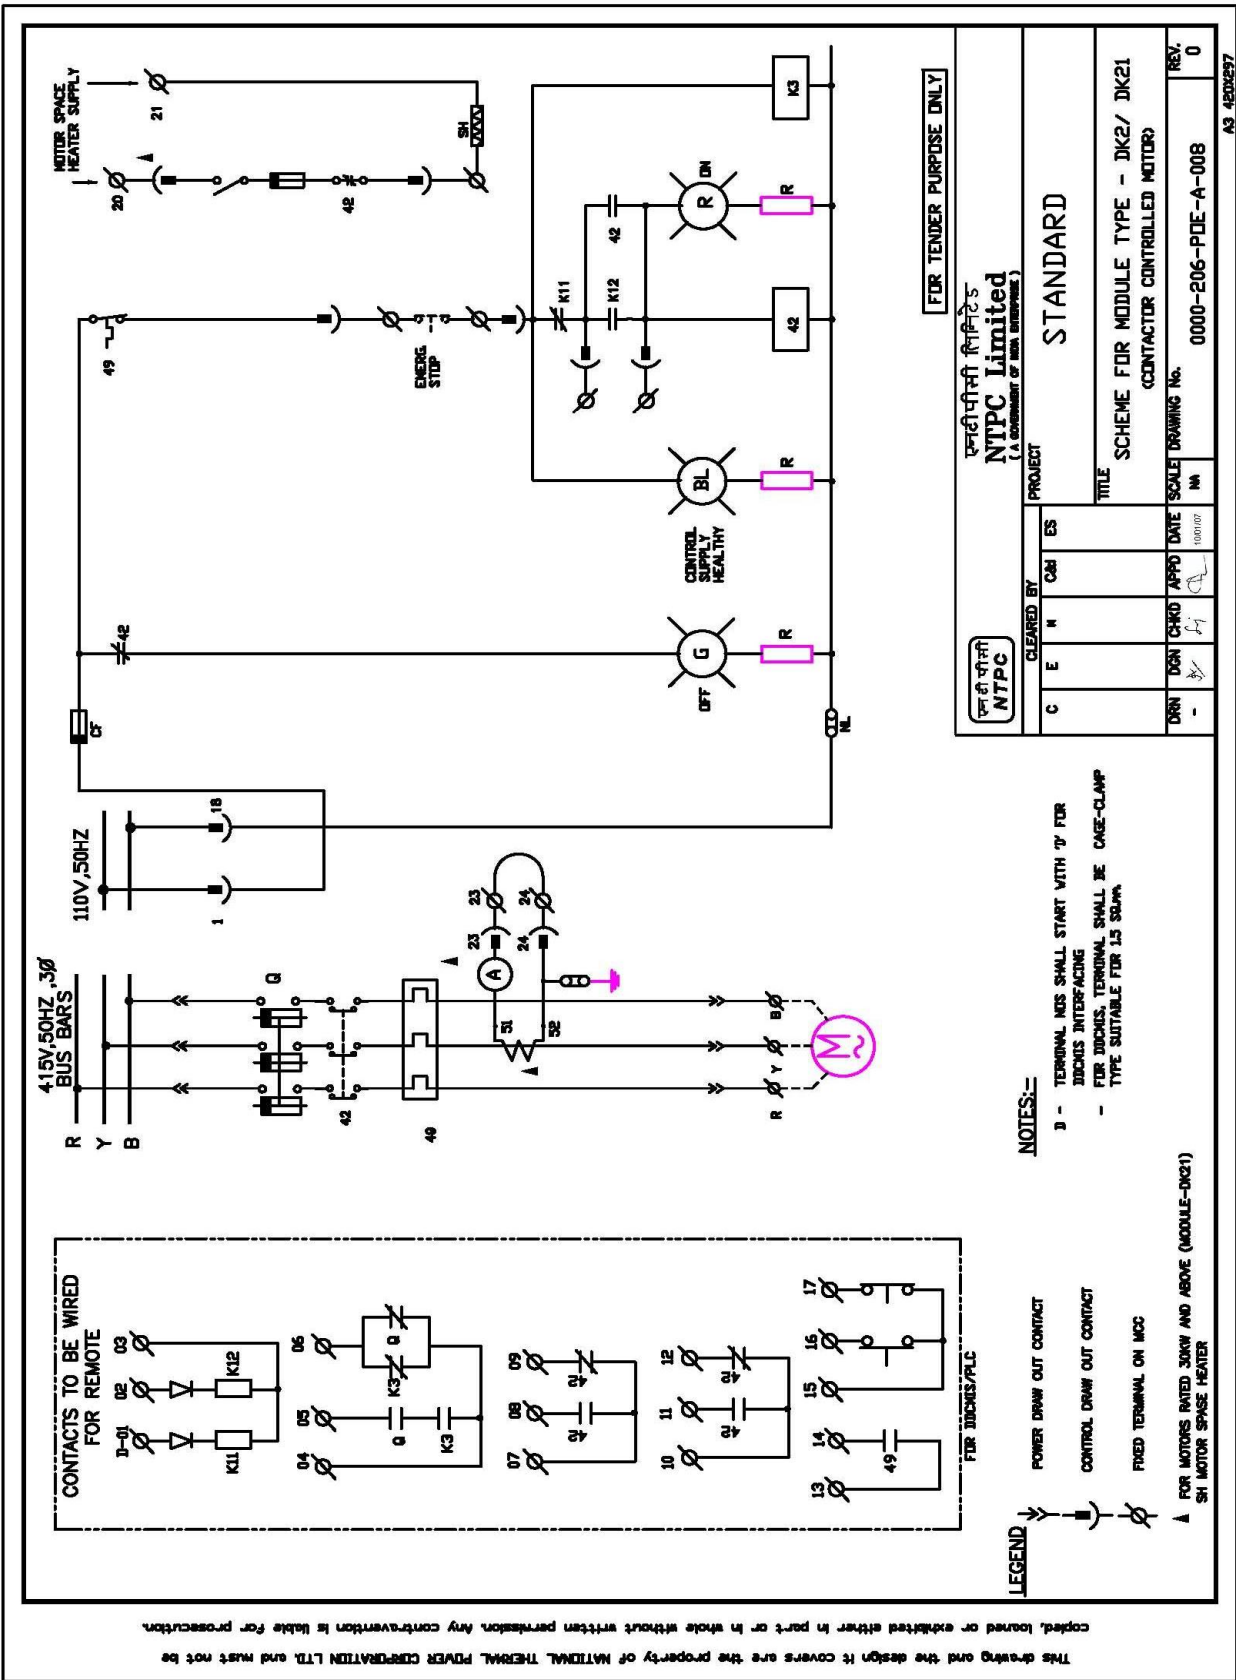 CONTACTS TO BE WIRED
FOR REMOTE
D-01
02
03
K11
K12
04
05
06
Q
K3
K3
Q
07
08
09
42
42
10
11
12
42
42
13
14
15
16
17
49
FOR DDCMIS/PLC
415V,50HZ ,3Ø
BUS BARS
R
Y
B
Q
42
49
51
52
A
23
23
24
24
R
Y
B
M
110V,50HZ
1
18
CF
42
G
OFF
R
NL
BL
CONTROL
SUPPLY
HEALTHY
R
49
EMERG.
STOP
K11
K12
42
42
R
ON
R
K3
MOTOR SPACE
HEATER SUPPLY
20
21
42
SH
LEGEND
POWER DRAW OUT CONTACT
CONTROL DRAW OUT CONTACT
FIXED TERMINAL ON MCC
FOR MOTORS RATED 30KW AND ABOVE (MODULE-DK21)
SH MOTOR SPASE HEATER
NOTES:=
D - TERMINAL NOS SHALL START WITH 'D' FOR
DDCMIS INTERFACING
- FOR DDCMIS, TERMINAL SHALL BE CAGE-CLAMP
TYPE SUITABLE FOR 1.5 SQ.MM.
FOR TENDER PURPOSE ONLY
एनटीपीसी
NTPC
एनटीपीसी लिमिटेड
NTPC Limited
( A GOVERNMENT OF INDIA ENTERPRISE )
CLEARED BY
C
E
M
C&I
ES
PROJECT
STANDARD
TITLE
SCHEME FOR MODULE TYPE - DK2/ DK21
(CONTACTOR CONTROLLED MOTOR)
DRN
DGN
CHKD
APPD
DATE
SCALE
DRAWING No.
REV.
-
10/01/07
NA
0000-206-POE-A-008
0
A3 420X297
This drawing and the design it covers are the property of NATIONAL THERMAL POWER CORPORATION LTD. and must not be
copied, loaned or exhibited either in part or in whole without written permission. Any contravention is liable for prosecution.